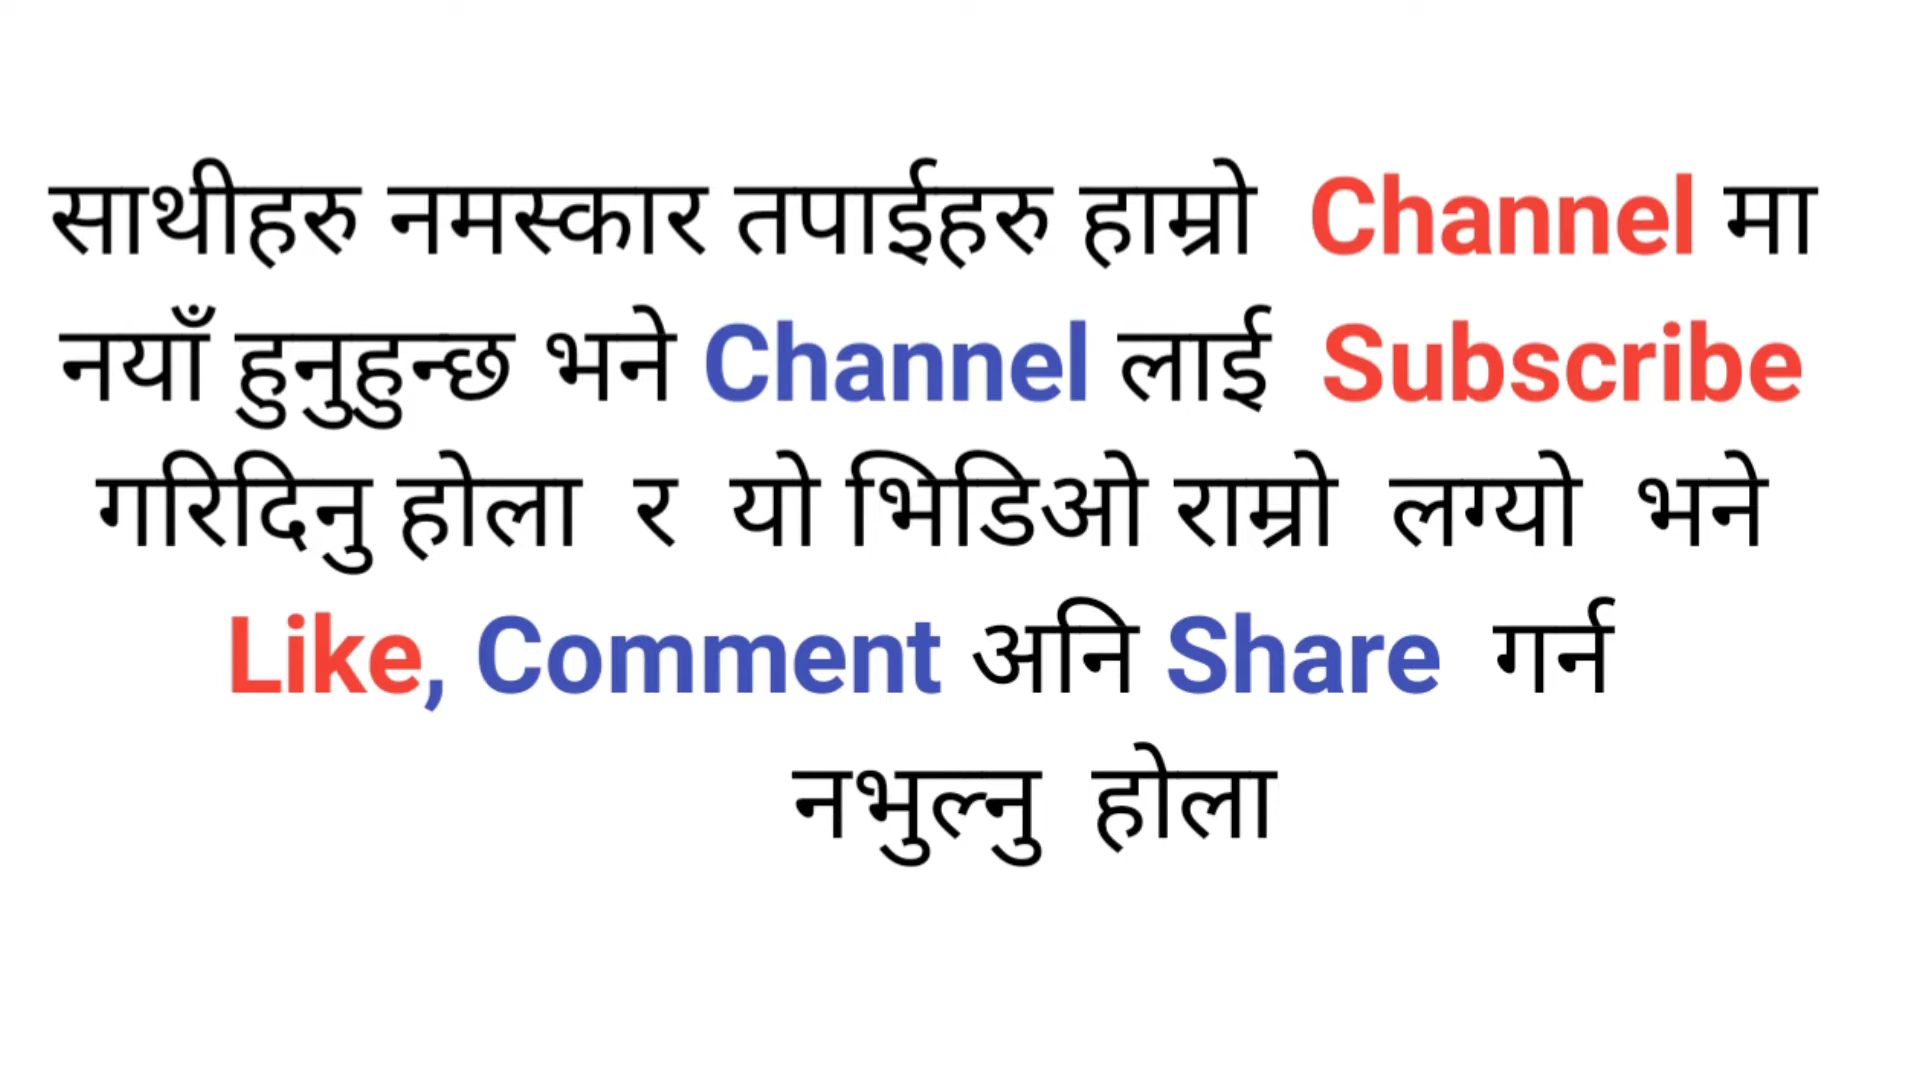 साथीहरु नमस्कार तपाईहरु हाम्रो Channel मा
नयाँ हुनुहुन्छ भने Channel लाई Subscribe
गरिदिनु होला र यो भिडिओ राम्रो लग्यो भने
Like, Comment अनि Share गर्न
नभुल्नु होला